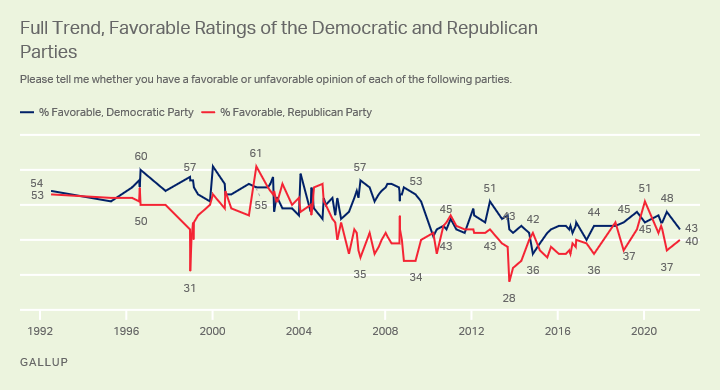 Full Trend, Favorable Ratings of the Democratic and Republican
Parties
Please tell me whether you have a favorable or unfavorable opinion of each of the following parties.
% Favorable, Democratic Party % Favorable, Republican Party
61
60
57 57
54 53 51 51
53 55 48
50 45 43 42 44 45 45 43
43 43 40
35 34 36 36 37 37
31
28
1992 1996 2000 2004 2008 2012 2016 2020
GALLUP